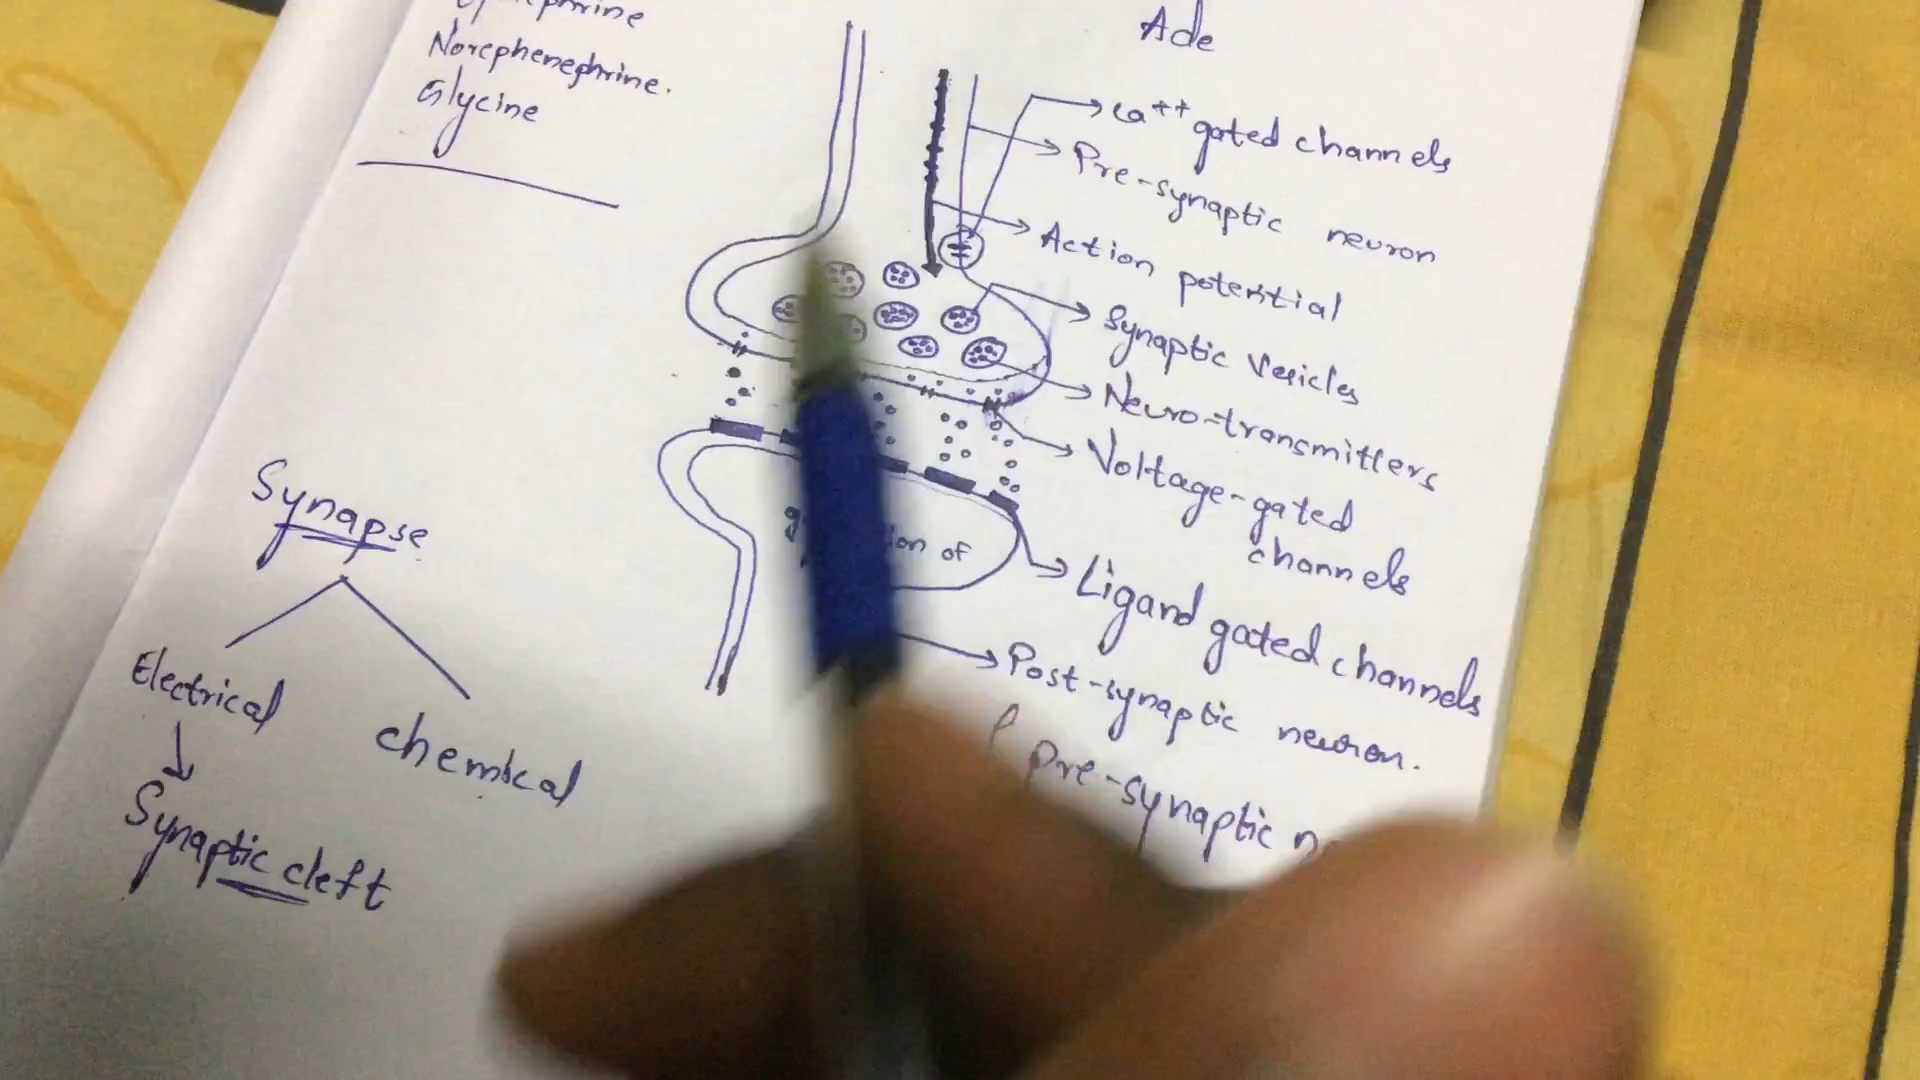 Norephenephrine.
Glycine
Ade
Ca++ gated channels
Pre-synaptic neuron
Action potential
Synaptic vesicles
Neuro-transmitters
Voltage-gated
channels
Ligand gated channels
Post-synaptic neuron.
Pre-synaptic
of
Synapse
Electrical
chemical
Synaptic cleft